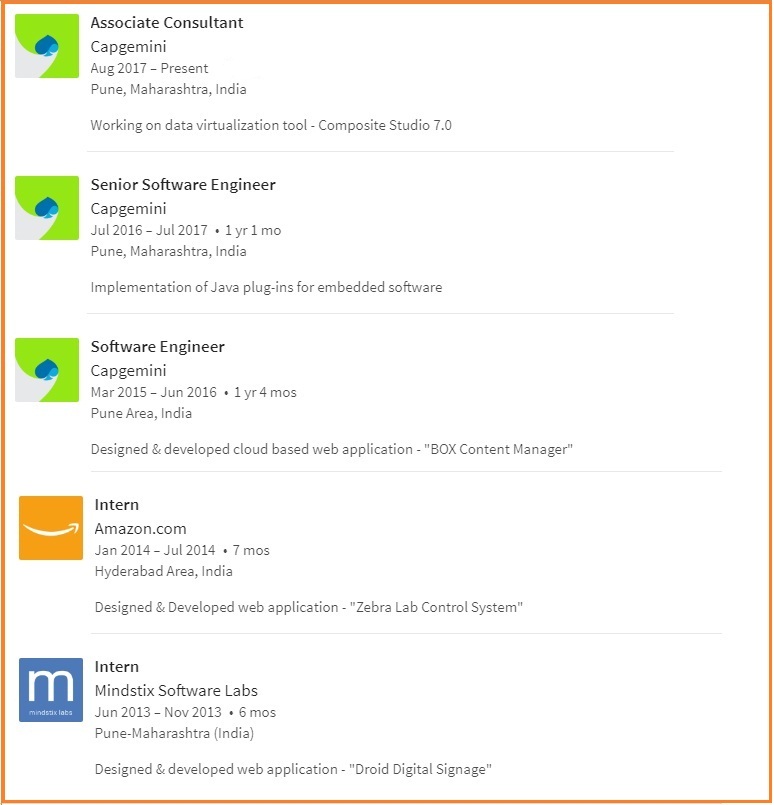 Associate Consultant
Capgemini
Aug 2017 – Present
Pune, Maharashtra, India
Working on data virtualization tool - Composite Studio 7.0
Senior Software Engineer
Capgemini
Jul 2016 – Jul 2017 • 1 yr 1 mo
Pune, Maharashtra, India
Implementation of Java plug-ins for embedded software
Software Engineer
Capgemini
Mar 2015 – Jun 2016 • 1 yr 4 mos
Pune Area, India
Designed & developed cloud based web application - "BOX Content Manager"
Intern
Amazon.com
Jan 2014 – Jul 2014 • 7 mos
Hyderabad Area, India
Designed & Developed web application - "Zebra Lab Control System"
m
mindstix labs
Intern
Mindstix Software Labs
Jun 2013 – Nov 2013 • 6 mos
Pune-Maharashtra (India)
Designed & developed web application - "Droid Digital Signage"